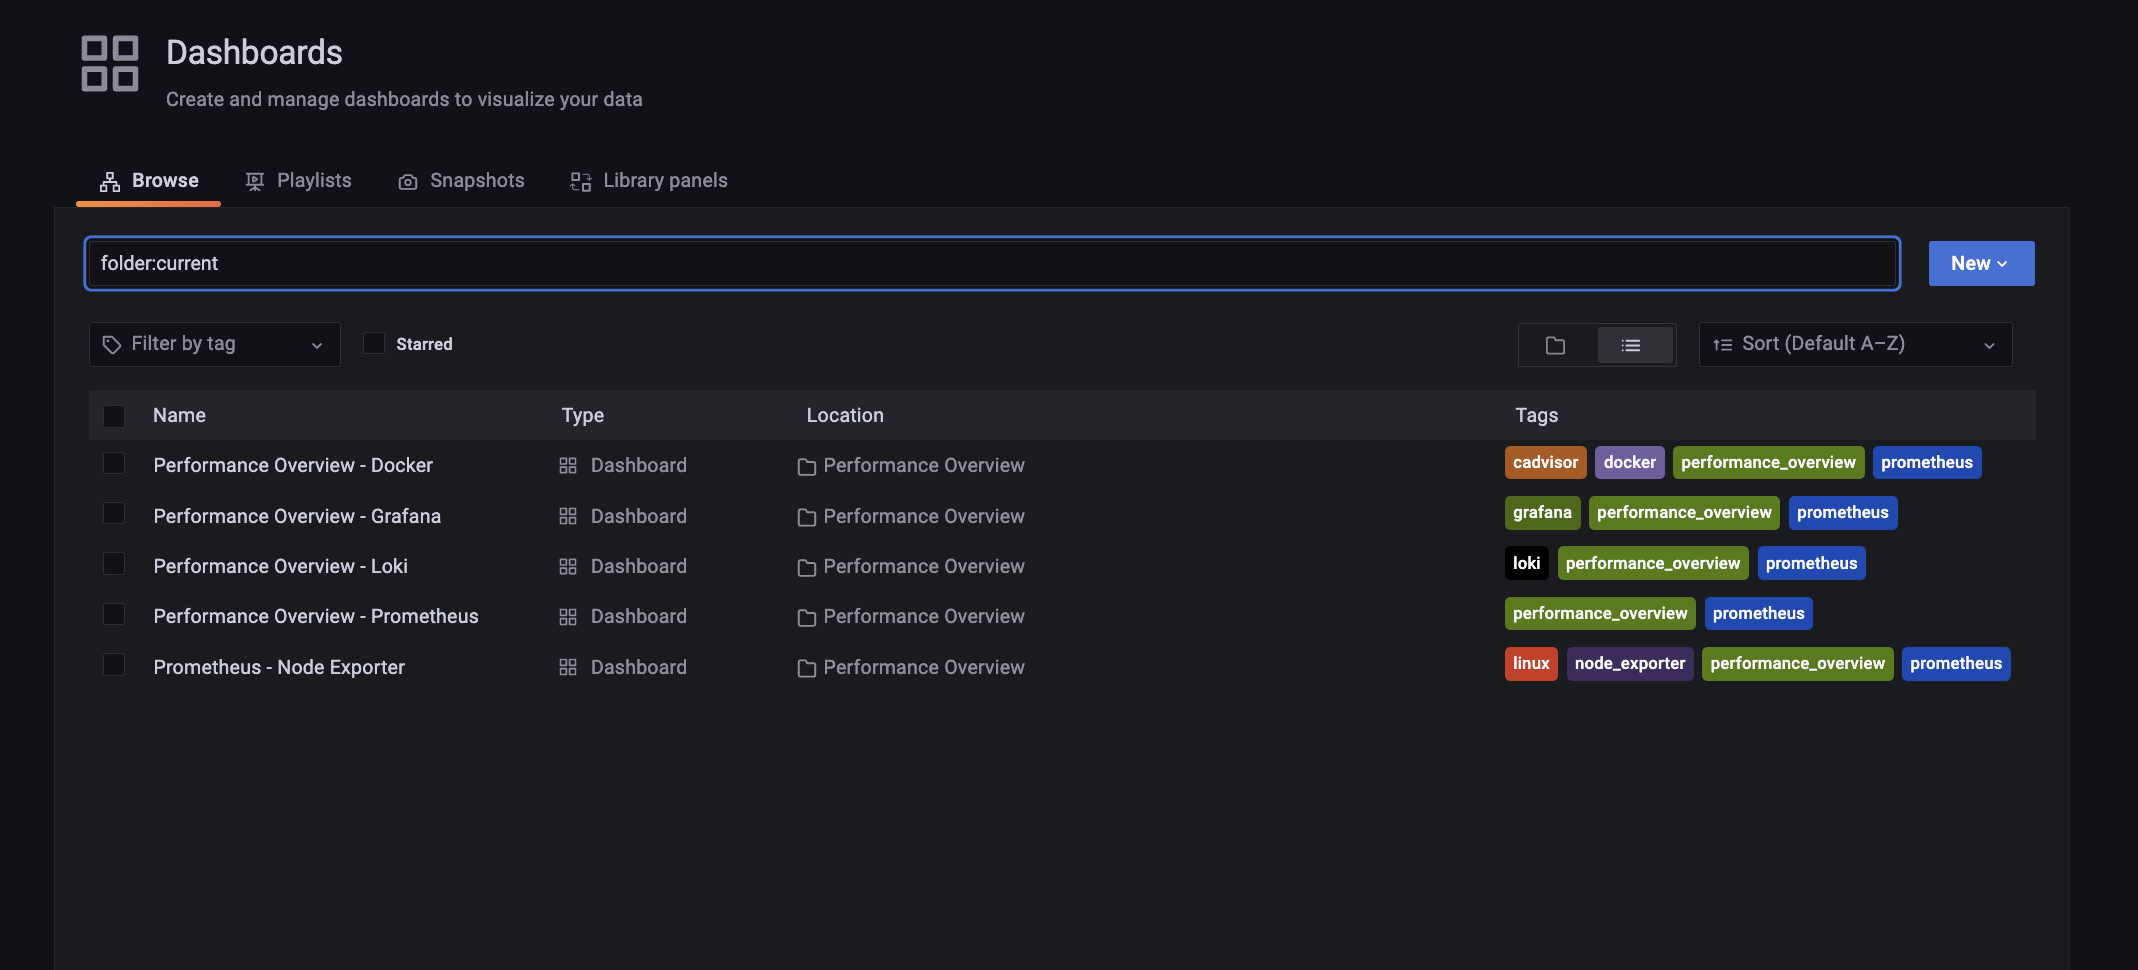 Dashboards
Create and manage dashboards to visualize your data
Browse Playlists Snapshots Library panels
folder:current New
Filter by tag Starred Sort (Default A–Z)
Name Type Location Tags
Performance Overview - Docker Dashboard Performance Overview cadvisor docker performance_overview prometheus
Performance Overview - Grafana Dashboard Performance Overview grafana performance_overview prometheus
Performance Overview - Loki Dashboard Performance Overview loki performance_overview prometheus
Performance Overview - Prometheus Dashboard Performance Overview performance_overview prometheus
Prometheus - Node Exporter Dashboard Performance Overview linux node_exporter performance_overview prometheus